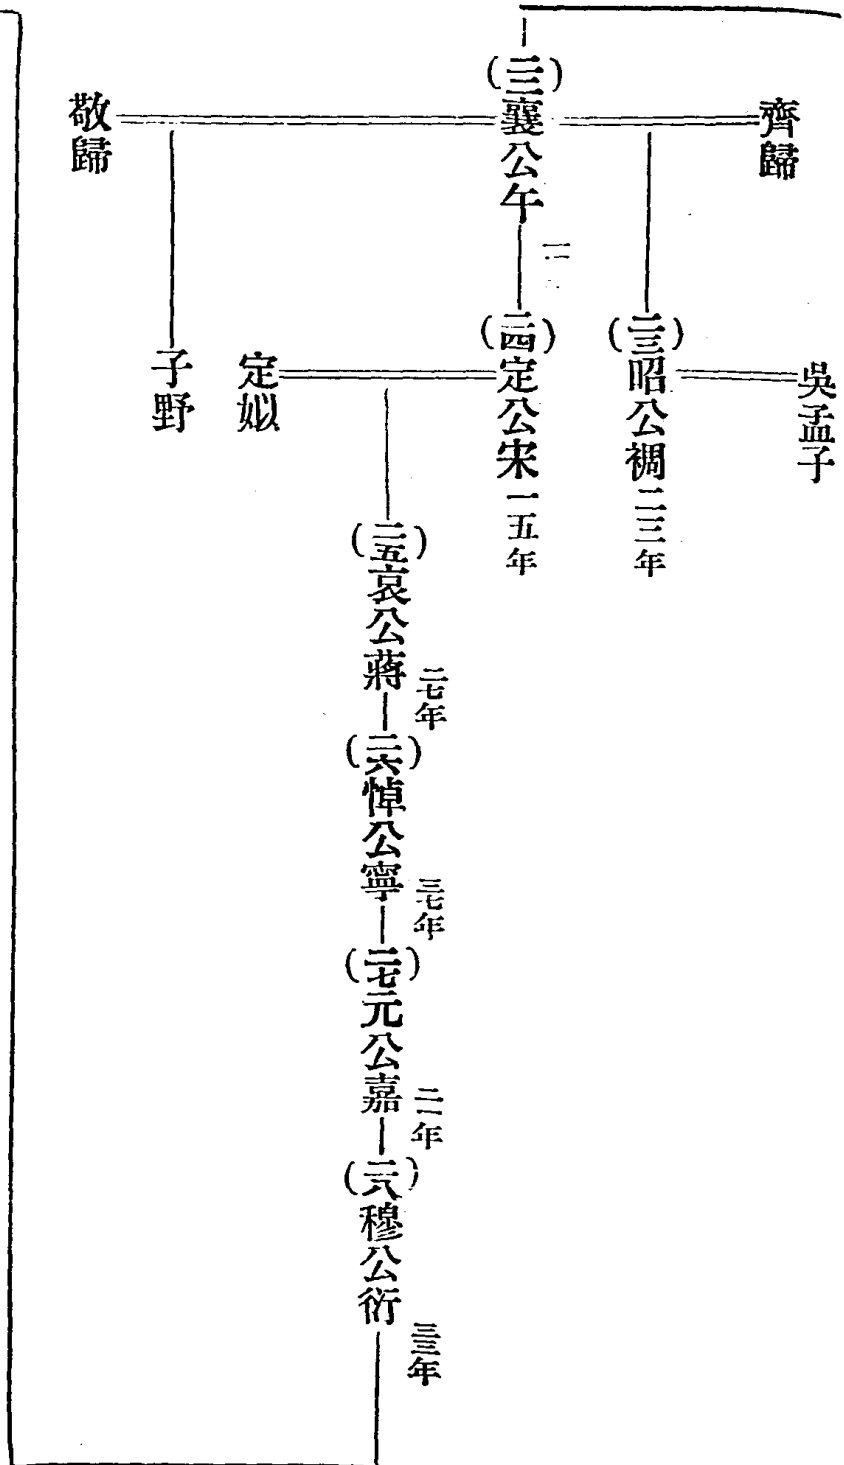 齊歸
(二二)襄公午
敬歸
吳孟子
(二三)昭公裯 二三年
(二四)定公宋 一五年
定姒
子野
(二五)哀公蔣 二七年
(二六)悼公寧 三七年
(二七)元公嘉 二一年
(二八)穆公衍 三三年